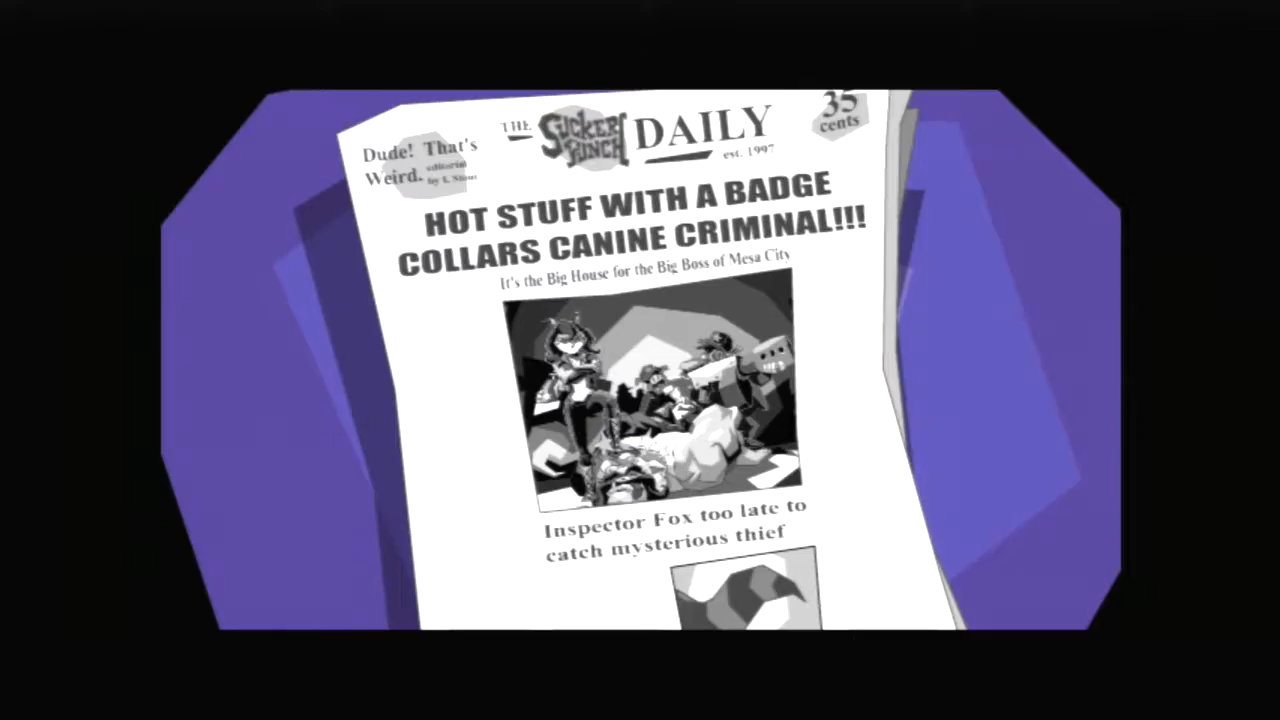 Dude! That's
Weird. editorial
THE SUCKER PUNCH DAILY
est. 1997
35
cents
HOT STUFF WITH A BADGE
COLLARS CANINE CRIMINAL!!!
It's the Big House for the Big Boss of Mesa City
Inspector Fox too late to
catch mysterious thief